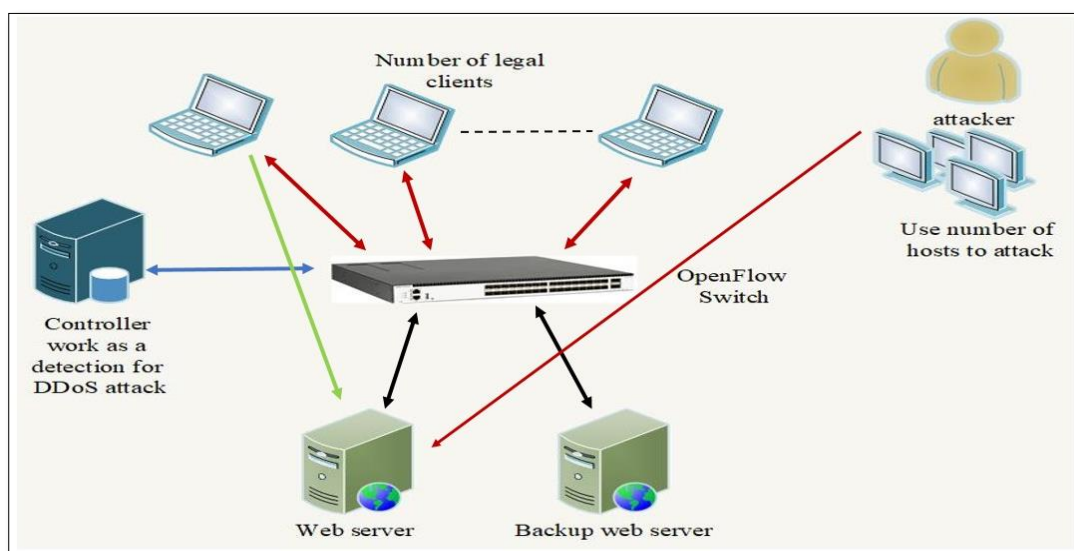 Number of legal
clients
attacker
Use number of
hosts to attack
OpenFlow
Switch
Controller
work as a
detection for
DDoS attack
Web server
Backup web server